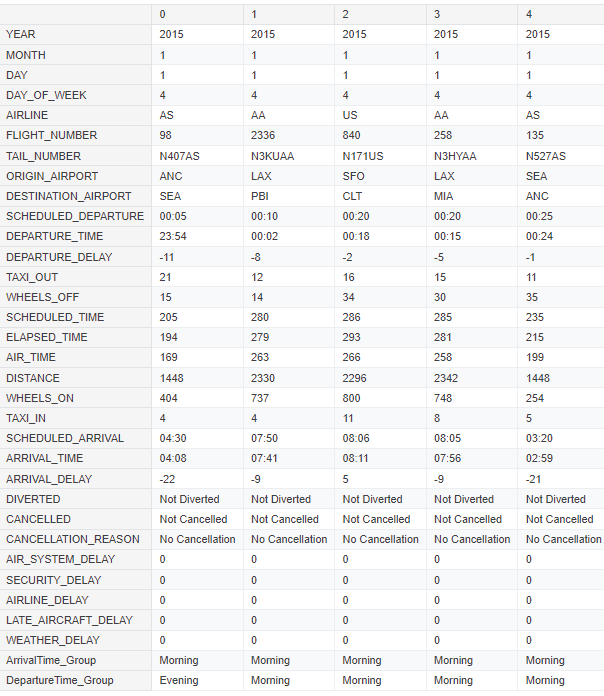 0 1 2 3 4
YEAR 2015 2015 2015 2015 2015
MONTH 1 1 1 1 1
DAY 1 1 1 1 1
DAY_OF_WEEK 4 4 4 4 4
AIRLINE AS AA US AA AS
FLIGHT_NUMBER 98 2336 840 258 135
TAIL_NUMBER N407AS N3KUAA N171US N3HYAA N527AS
ORIGIN_AIRPORT ANC LAX SFO LAX SEA
DESTINATION_AIRPORT SEA PBI CLT MIA ANC
SCHEDULED_DEPARTURE 00:05 00:10 00:20 00:20 00:25
DEPARTURE_TIME 23:54 00:02 00:18 00:15 00:24
DEPARTURE_DELAY -11 -8 -2 -5 -1
TAXI_OUT 21 12 16 15 11
WHEELS_OFF 15 14 34 30 35
SCHEDULED_TIME 205 280 286 285 235
ELAPSED_TIME 194 279 293 281 215
AIR_TIME 169 263 266 258 199
DISTANCE 1448 2330 2296 2342 1448
WHEELS_ON 404 737 800 748 254
TAXI_IN 4 4 11 8 5
SCHEDULED_ARRIVAL 04:30 07:50 08:06 08:05 03:20
ARRIVAL_TIME 04:08 07:41 08:11 07:56 02:59
ARRIVAL_DELAY -22 -9 5 -9 -21
DIVERTED Not Diverted Not Diverted Not Diverted Not Diverted Not Diverted
CANCELLED Not Cancelled Not Cancelled Not Cancelled Not Cancelled Not Cancelled
CANCELLATION_REASON No Cancellation No Cancellation No Cancellation No Cancellation No Cancellation
AIR_SYSTEM_DELAY 0 0 0 0 0
SECURITY_DELAY 0 0 0 0 0
AIRLINE_DELAY 0 0 0 0 0
LATE_AIRCRAFT_DELAY 0 0 0 0 0
WEATHER_DELAY 0 0 0 0 0
ArrivalTime_Group Morning Morning Morning Morning Morning
DepartureTime_Group Evening Morning Morning Morning Morning